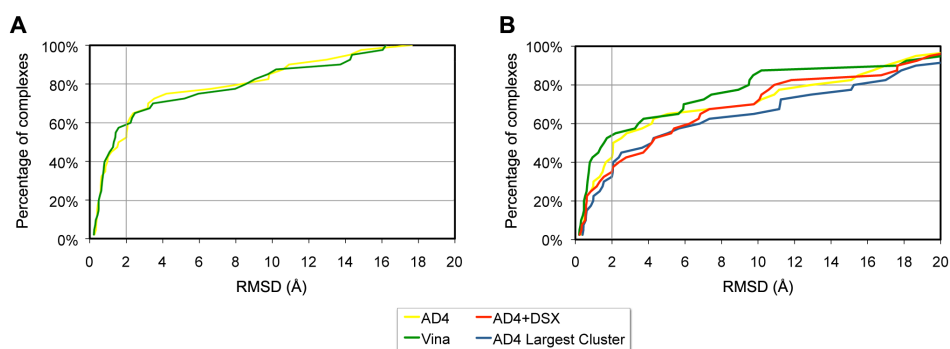 A
B
Percentage of complexes
100%
80%
60%
40%
20%
0%
0 2 4 6 8 10 12 14 16 18 20
RMSD (Å)
Percentage of complexes
100%
80%
60%
40%
20%
0%
0 2 4 6 8 10 12 14 16 18 20
RMSD (Å)
AD4 AD4+DSX
Vina AD4 Largest Cluster